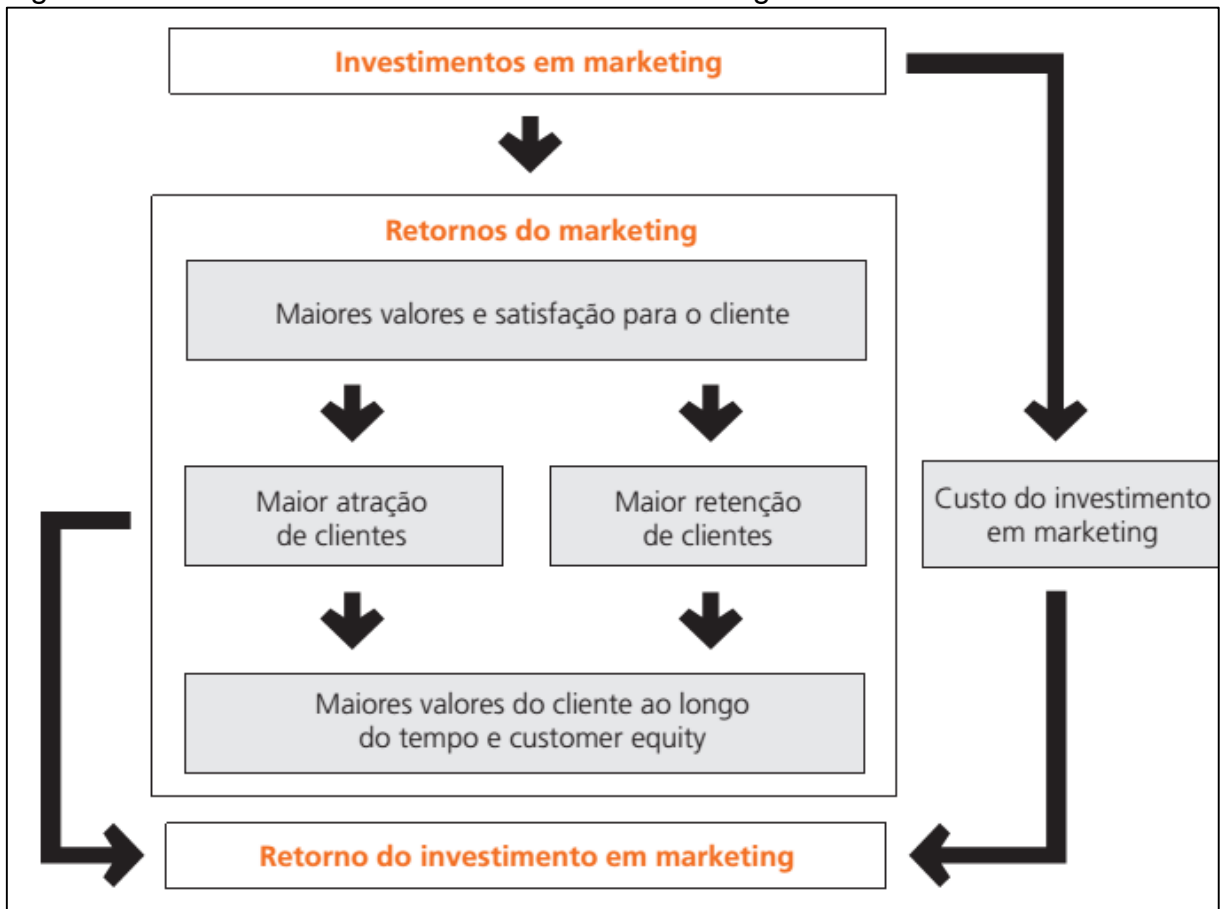 Investimentos em marketing
Retornos do marketing
Maiores valores e satisfação para o cliente
Maior atração
de clientes
Maior retenção
de clientes
Custo do investimento
em marketing
Maiores valores do cliente ao longo
do tempo e customer equity
Retorno do investimento em marketing